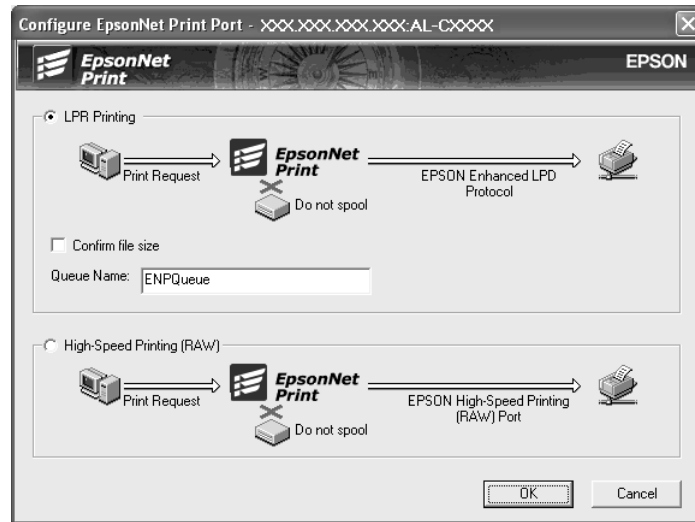 Configure EpsonNet Print Port - XXX.XXX.XXX.XXX:AL-CXXXX
EpsonNet
Print
EPSON
LPR Printing
Print Request
EpsonNet
Print
Do not spool
EPSON Enhanced LPD
Protocol
Confirm file size
Queue Name: ENPQueue
High-Speed Printing (RAW)
Print Request
EpsonNet
Print
Do not spool
EPSON High-Speed Printing
(RAW) Port
OK Cancel